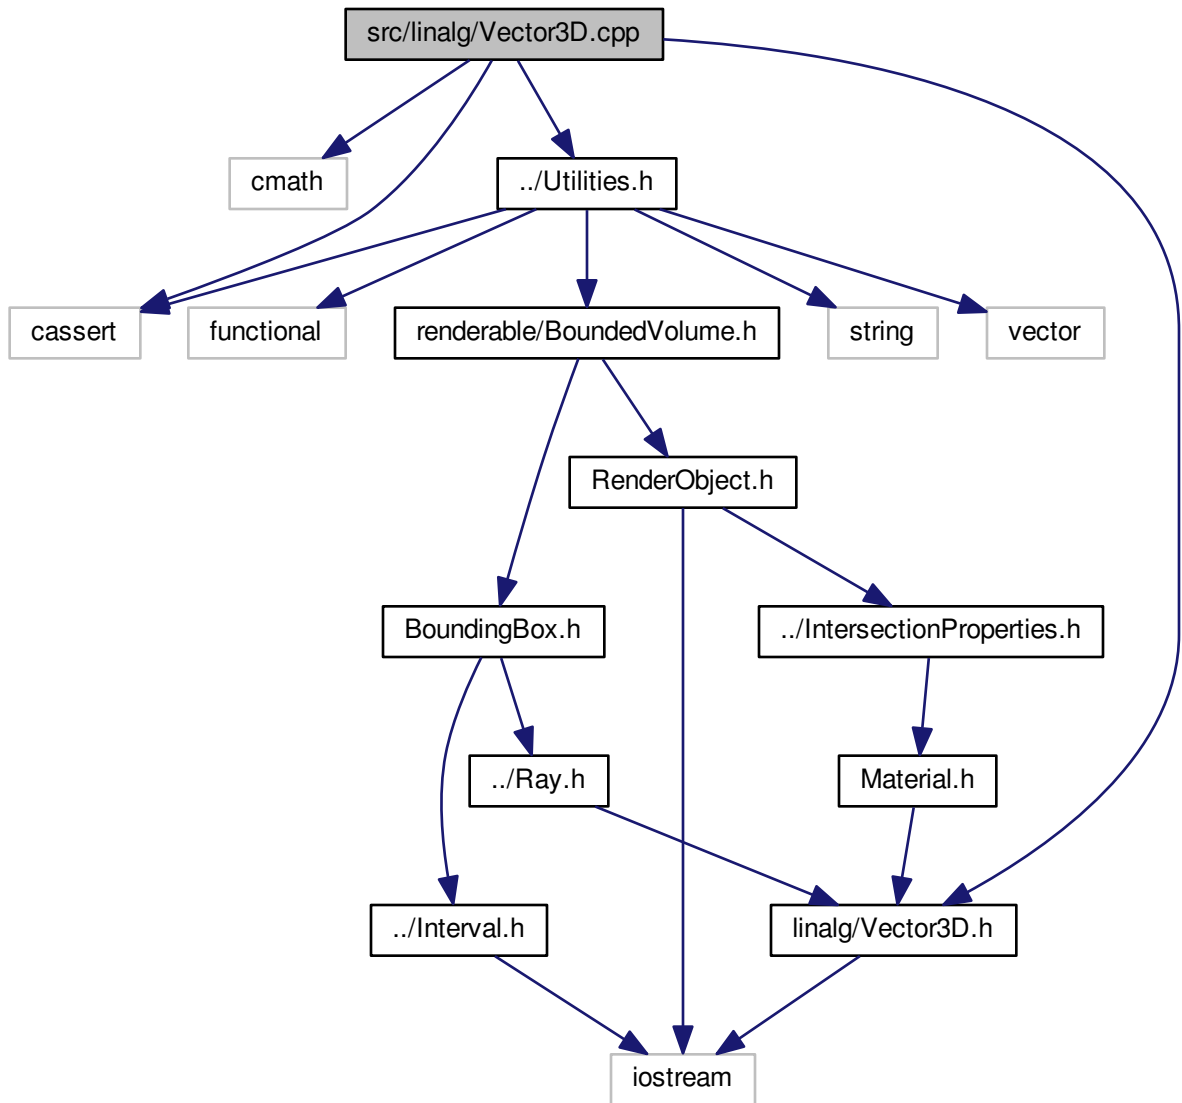 src/linalg/Vector3D.cpp
cmath
../Utilities.h
cassert
functional
renderable/BoundedVolume.h
string
vector
RenderObject.h
BoundingBox.h
../IntersectionProperties.h
../Ray.h
Material.h
../Interval.h
linalg/Vector3D.h
iostream